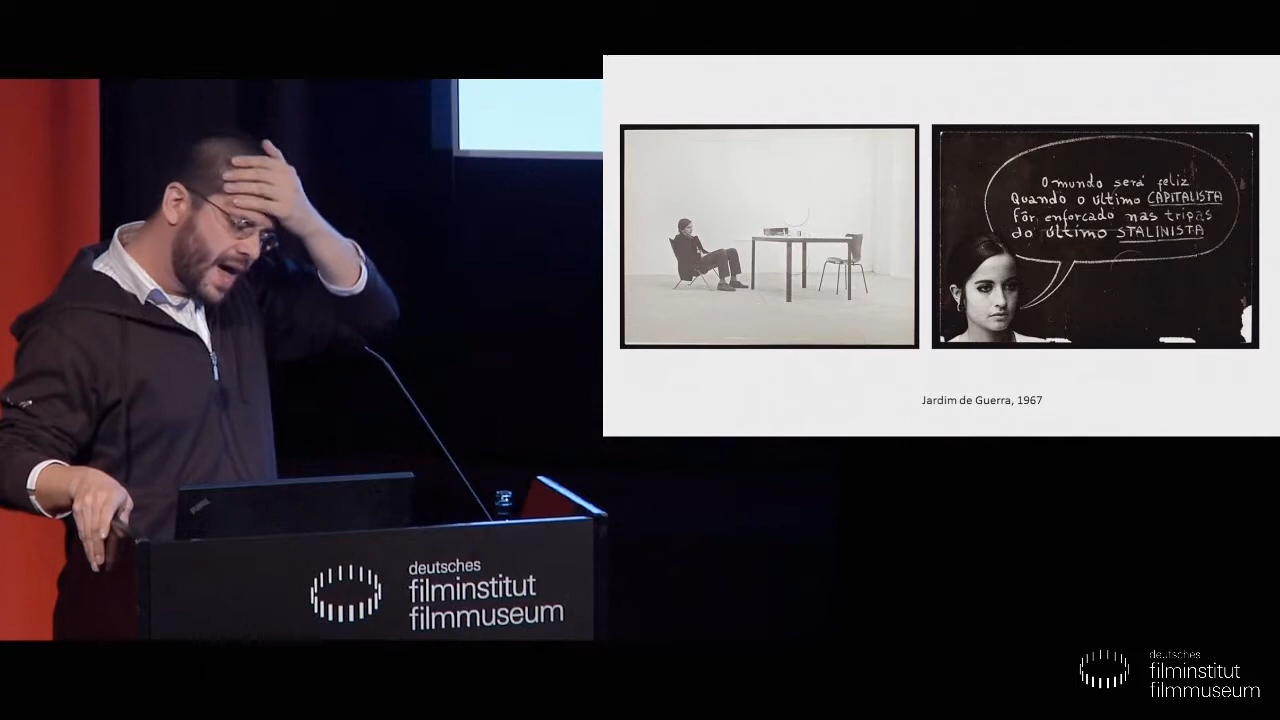 O mundo será feliz
Quando o último CAPITALISTA
fôr enforcado nas tripas
do último STALINISTA
Jardim de Guerra, 1967
ThinkPad
deutsches
filminstitut
filmmuseum
deutsches
filminstitut
filmmuseum